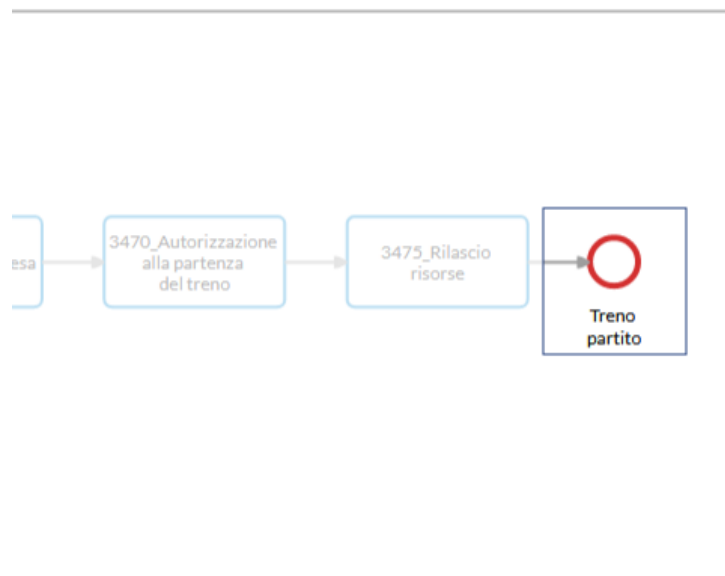 esa
3470_Autorizzazione
alla partenza
del treno
3475_Rilascio
risorse
Treno
partito